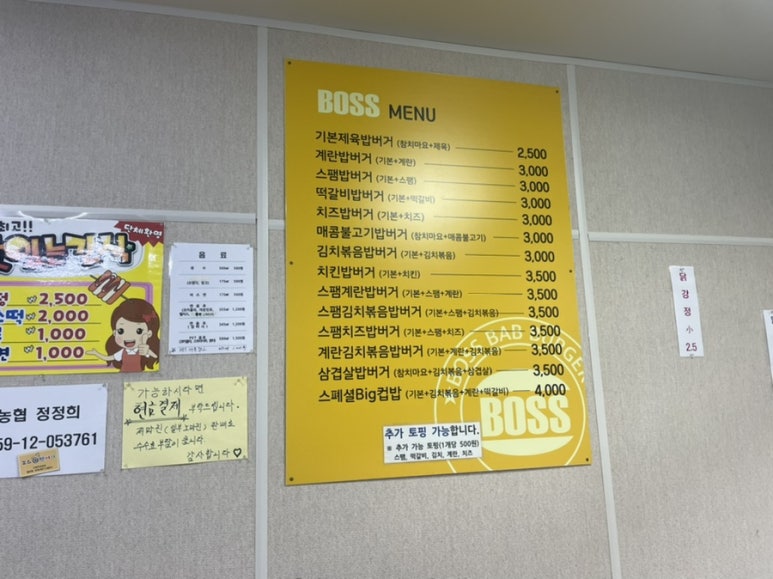 BOSS MENU
기본제육밥버거 (참치마요+제육) 2,500
계란밥버거 (기본+계란) 3,000
스팸밥버거 (기본+스팸) 3,000
떡갈비밥버거 (기본+떡갈비) 3,000
치즈밥버거 (기본+치즈) 3,000
매콤불고기밥버거 (참치마요+매콤불고기) 3,000
김치볶음밥버거 (기본+김치볶음) 3,000
치킨밥버거 (기본+치킨) 3,500
스팸계란밥버거 (기본+스팸+계란) 3,500
스팸김치볶음밥버거 (기본+스팸+김치볶음) 3,500
스팸치즈밥버거 (기본+스팸+치즈) 3,500
계란김치볶음밥버거 (기본+계란+김치볶음) 3,500
삼겹살밥버거 (참치마요+김치볶음+삼겹살) 3,500
스페셜Big컵밥 (기본+김치볶음+계란+떡갈비) 4,000
BOSS BAB BURGER
BOSS
추가 토핑 가능합니다.
※ 추가 가능 토핑(1개당 500원)
스팸, 떡갈비, 김치, 계란, 치즈
최고!!
단체환영
2,500
2,000
1,000
1,000
음 료
농협 정정희
59-12-053761
가능하시다면
현금결제 부탁드립니다.
감사합니다 ♡
닭강정 小 2.5